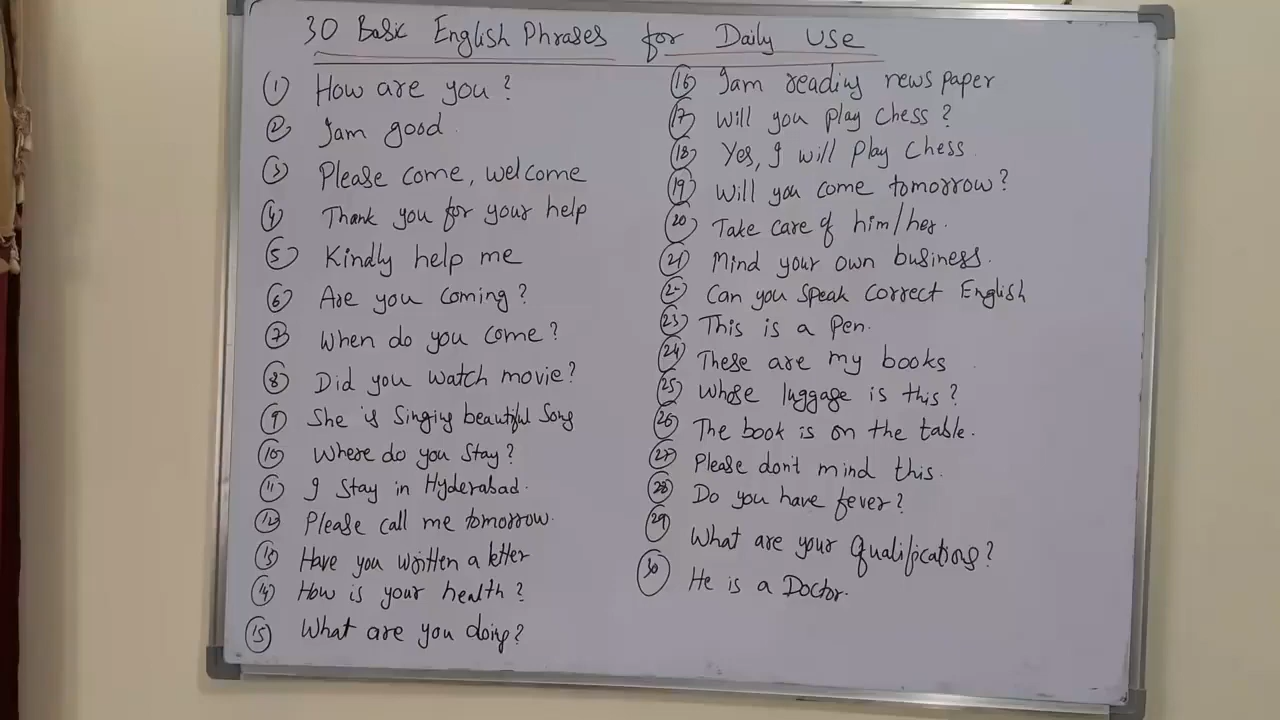 30 Basic English Phrases for Daily Use
1 How are you?
2 I am good.
3 Please come, welcome
4 Thank you for your help
5 Kindly help me
6 Are you coming?
7 When do you come?
8 Did you watch movie?
9 She is singing beautiful song
10 Where do you stay?
11 I stay in Hyderabad.
12 Please call me tomorrow.
13 Have you written a letter
14 How is your health?
15 What are you doing?
16 I am reading news paper
17 Will you play chess?
18 Yes, I will play chess
19 Will you come tomorrow?
20 Take care of him/her.
21 Mind your own business.
22 Can you speak correct English
23 This is a pen.
24 These are my books
25 Whose luggage is this?
26 The book is on the table.
27 Please don't mind this.
28 Do you have fever?
29 What are your Qualifications?
30 He is a Doctor.